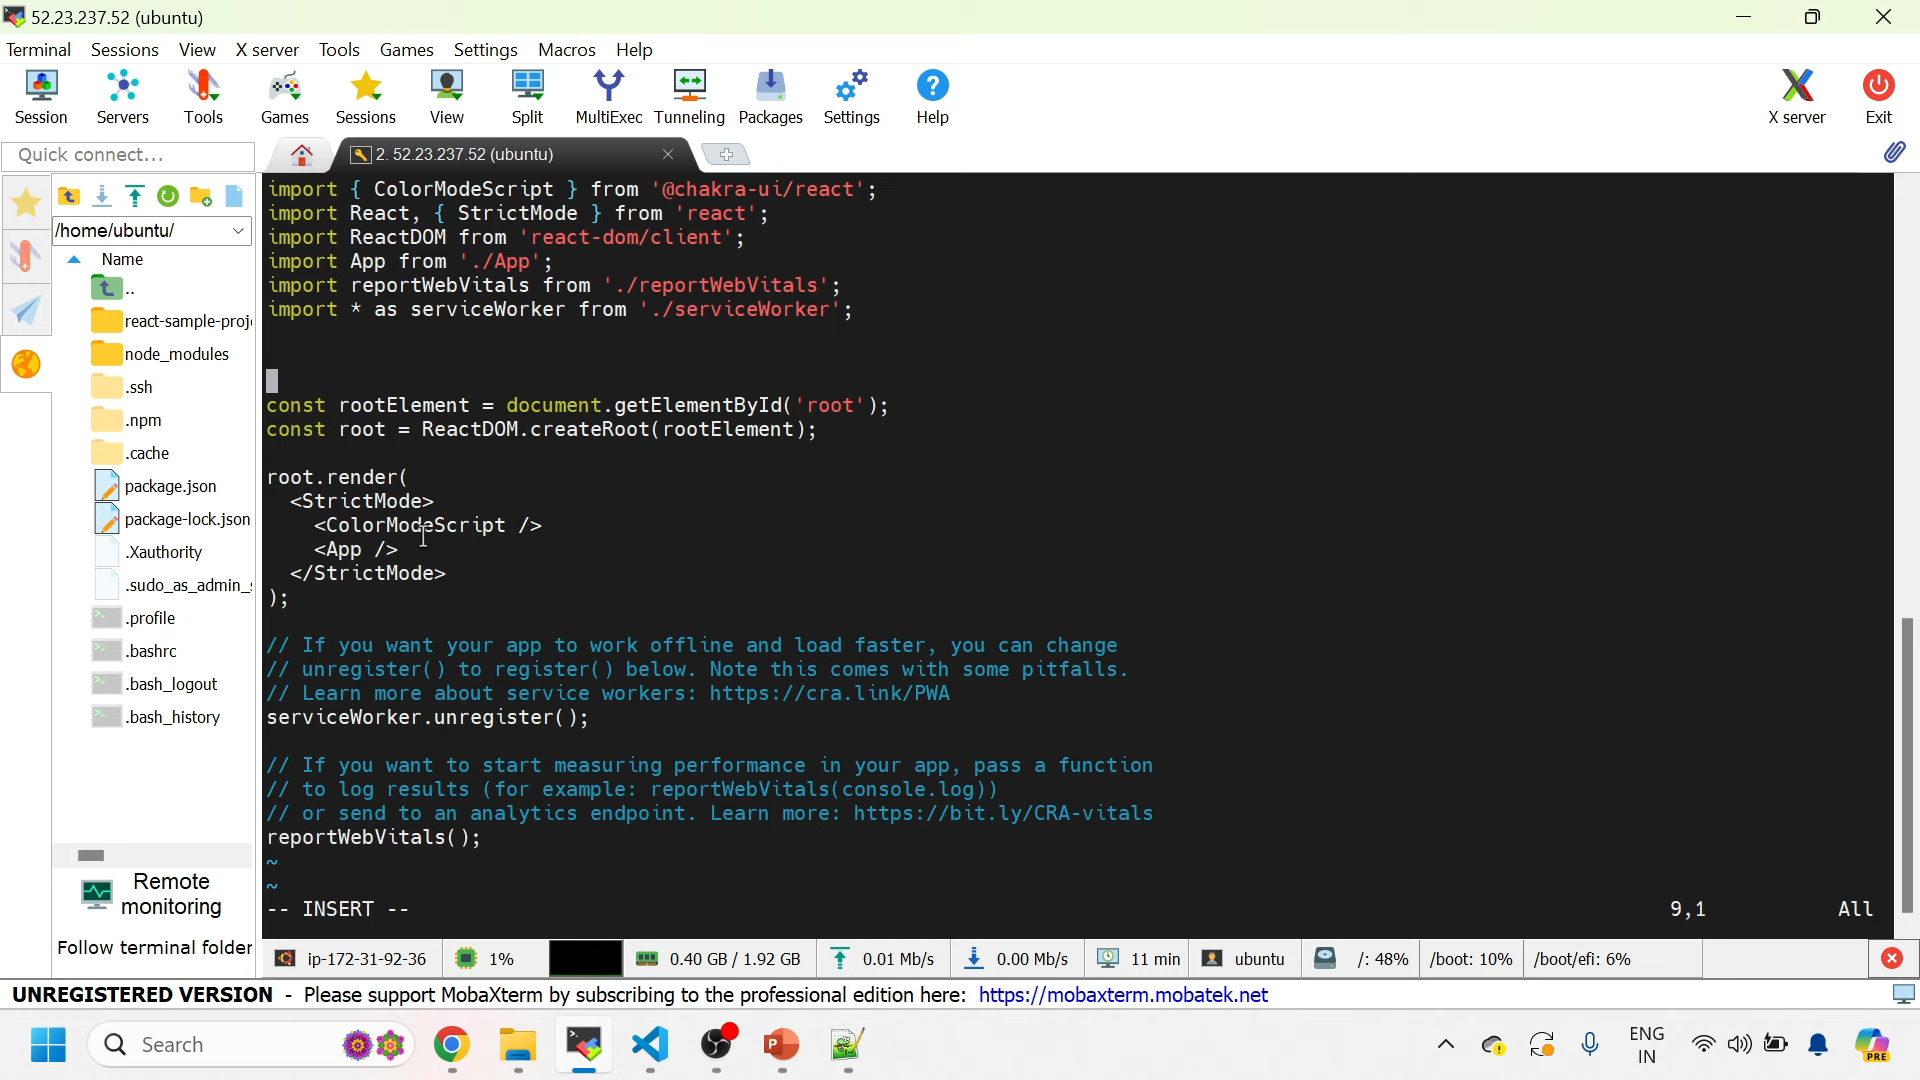 52.23.237.52 (ubuntu)
Terminal Sessions View X server Tools Games Settings Macros Help
Session Servers Tools Games Sessions View Split MultiExec Tunneling Packages Settings Help X server Exit
Quick connect...
2. 52.23.237.52 (ubuntu)
/home/ubuntu/
Name
..
react-sample-proj
node_modules
.ssh
.npm
.cache
package.json
package-lock.json
.Xauthority
.sudo_as_admin_
.profile
.bashrc
.bash_logout
.bash_history
Remote
monitoring
Follow terminal folder
import { ColorModeScript } from '@chakra-ui/react';
import React, { StrictMode } from 'react';
import ReactDOM from 'react-dom/client';
import App from './App';
import reportWebVitals from './reportWebVitals';
import * as serviceWorker from './serviceWorker';
const rootElement = document.getElementById('root');
const root = ReactDOM.createRoot(rootElement);
root.render(
<StrictMode>
<ColorModeScript />
<App />
</StrictMode>
);
// If you want your app to work offline and load faster, you can change
// unregister() to register() below. Note this comes with some pitfalls.
// Learn more about service workers: https://cra.link/PWA
serviceWorker.unregister();
// If you want to start measuring performance in your app, pass a function
// to log results (for example: reportWebVitals(console.log))
// or send to an analytics endpoint. Learn more: https://bit.ly/CRA-vitals
reportWebVitals();
~
~
-- INSERT -- 9,1 All
ip-172-31-92-36 1% 0.40 GB / 1.92 GB 0.01 Mb/s 0.00 Mb/s 11 min ubuntu /: 48% /boot: 10% /boot/efi: 6%
UNREGISTERED VERSION - Please support MobaXterm by subscribing to the professional edition here: https://mobaxterm.mobatek.net
Search
ENG
IN
PRE